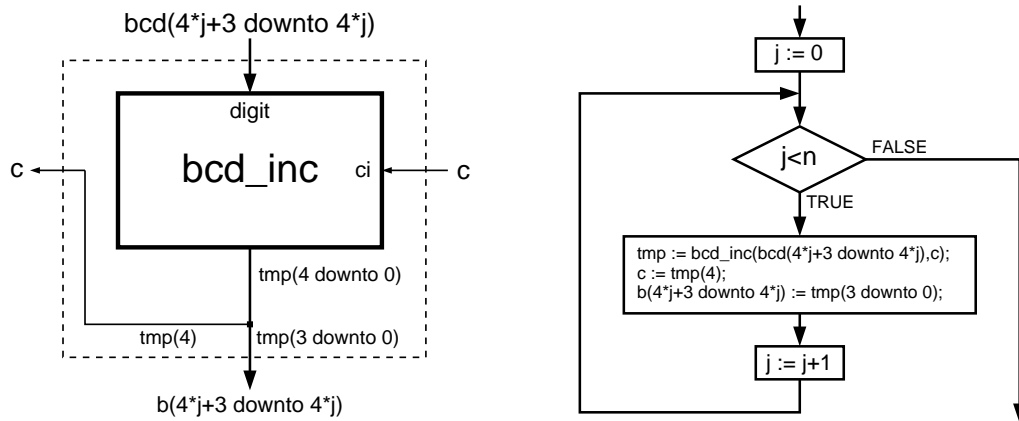 bcd(4*j+3 downto 4*j)
digit
bcd_inc
ci
c
c
tmp(4 downto 0)
tmp(4)
tmp(3 downto 0)
b(4*j+3 downto 4*j)
j := 0
j<n
FALSE
TRUE
tmp := bcd_inc(bcd(4*j+3 downto 4*j),c);
c := tmp(4);
b(4*j+3 downto 4*j) := tmp(3 downto 0);
j := j+1